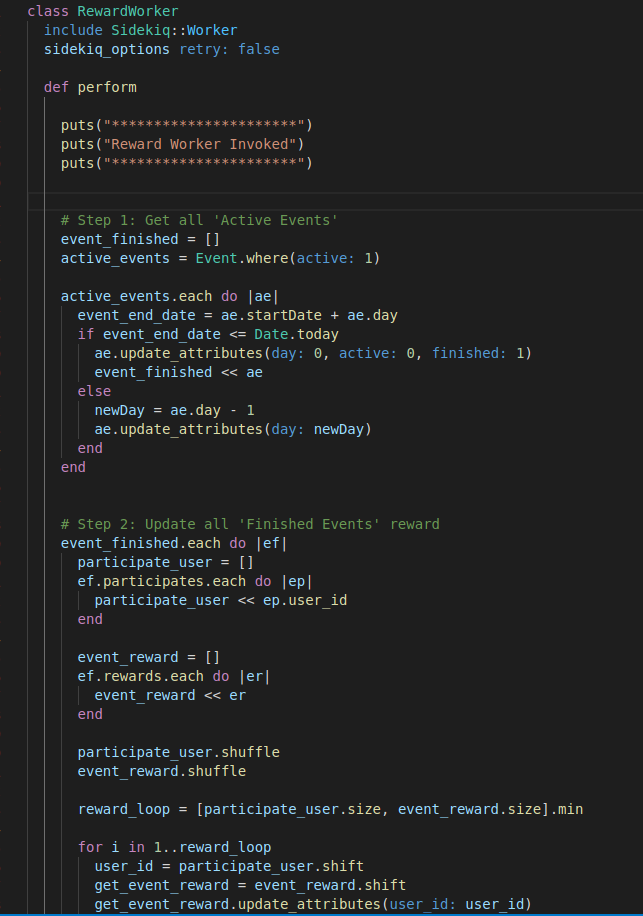 class RewardWorker
include Sidekiq::Worker
sidekiq_options retry: false
def perform
puts("**********************")
puts("Reward Worker Invoked")
puts("**********************")
# Step 1: Get all 'Active Events'
event_finished = []
active_events = Event.where(active: 1)
active_events.each do |ae|
event_end_date = ae.startDate + ae.day
if event_end_date <= Date.today
ae.update_attributes(day: 0, active: 0, finished: 1)
event_finished << ae
else
newDay = ae.day - 1
ae.update_attributes(day: newDay)
end
end
# Step 2: Update all 'Finished Events' reward
event_finished.each do |ef|
participate_user = []
ef.participates.each do |ep|
participate_user << ep.user_id
end
event_reward = []
ef.rewards.each do |er|
event_reward << er
end
participate_user.shuffle
event_reward.shuffle
reward_loop = [participate_user.size, event_reward.size].min
for i in 1..reward_loop
user_id = participate_user.shift
get_event_reward = event_reward.shift
get_event_reward.update_attributes(user_id: user_id)